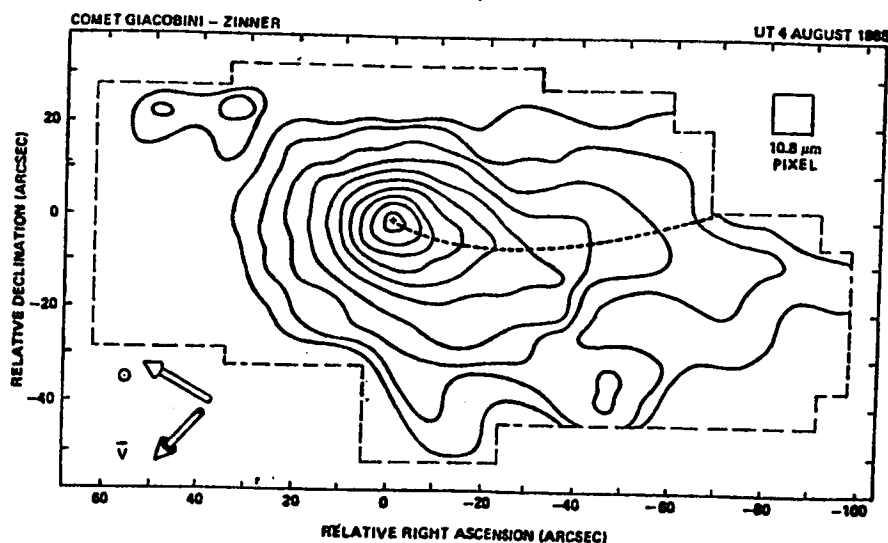 COMET GIACOBINI – ZINNER
UT 4 AUGUST 1985
RELATIVE DECLINATION (ARCSEC)
20
0
−20
−40
10.8 μm
PIXEL
⊙
V̄
60 40 20 0 −20 −40 −60 −80 −100
RELATIVE RIGHT ASCENSION (ARCSEC)